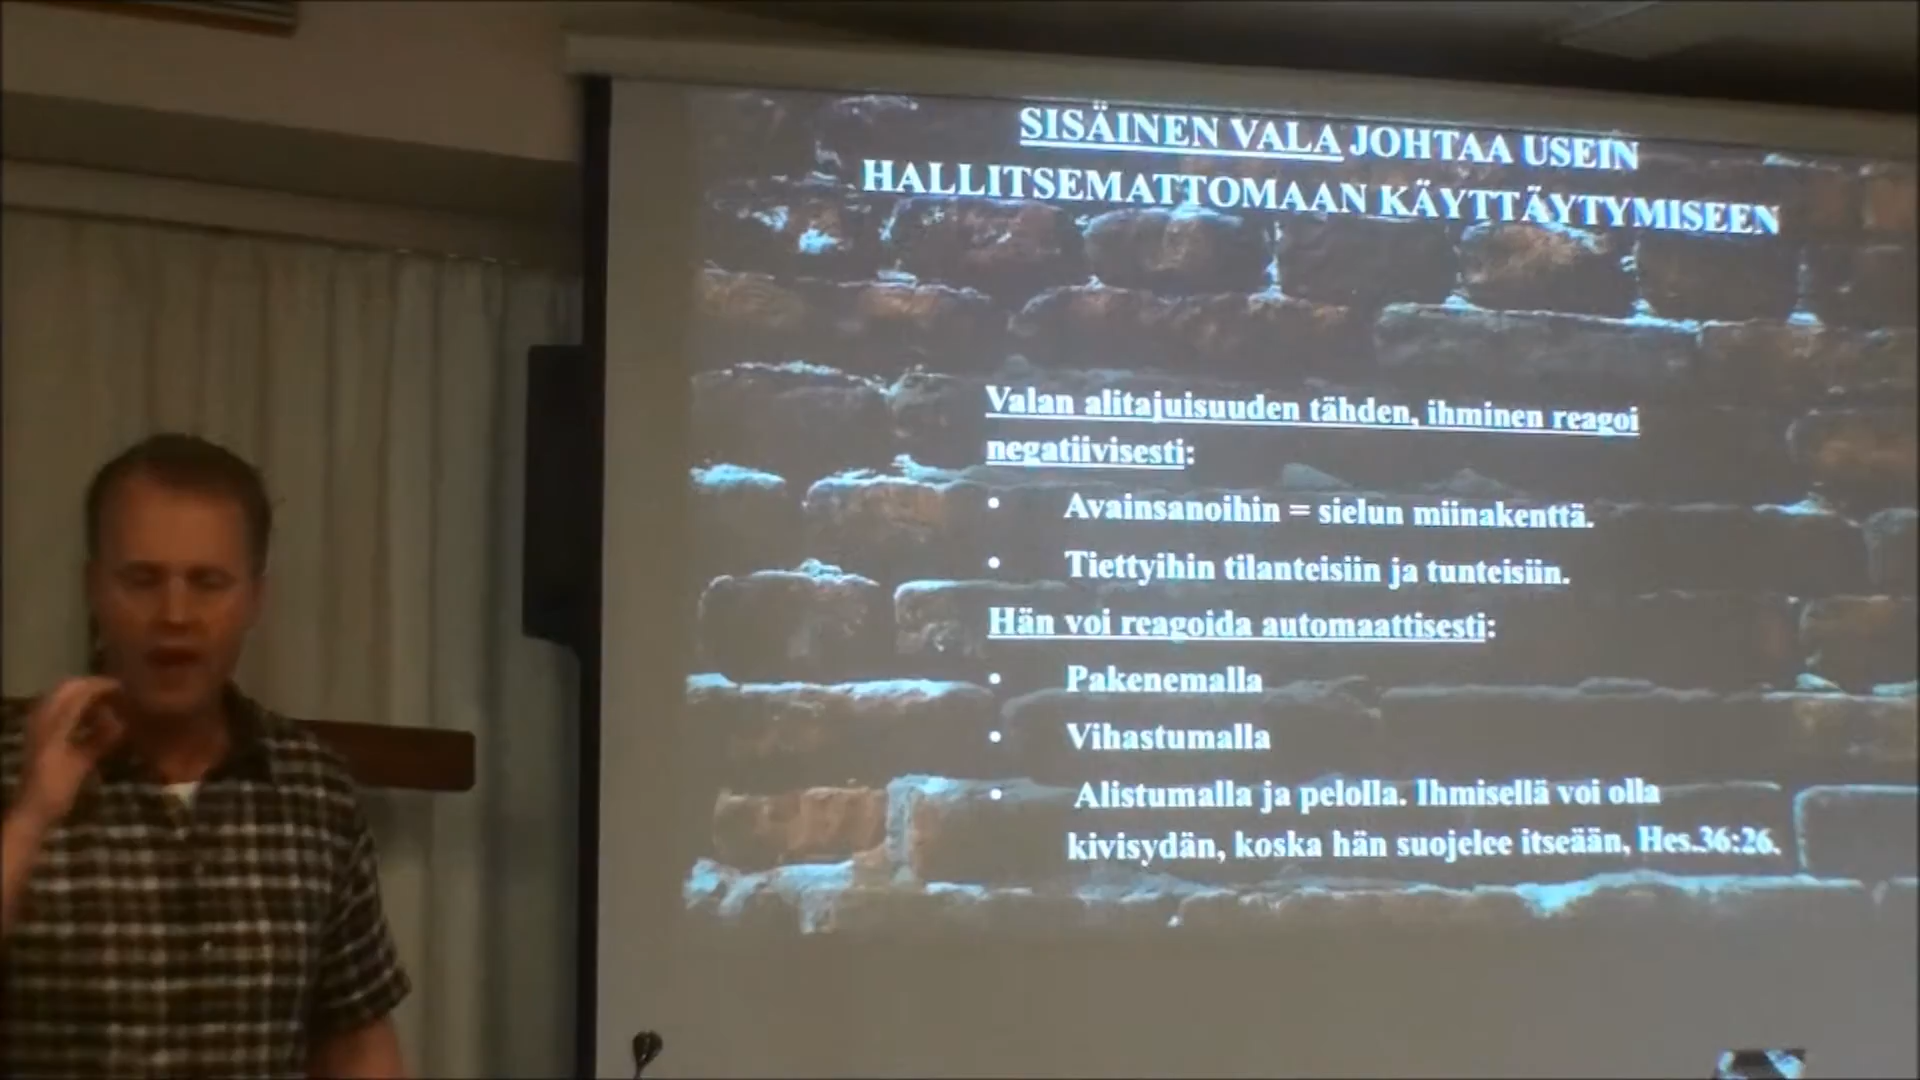 SISÄINEN VALA JOHTAA USEIN
HALLITSEMATTOMAAN KÄYTTÄYTYMISEEN
Valan alitajuisuuden tähden, ihminen reagoi
negatiivisesti:
• Avainsanoihin = sielun miinakenttä.
• Tiettyihin tilanteisiin ja tunteisiin.
Hän voi reagoida automaattisesti:
• Pakenemalla
• Vihastumalla
• Alistumalla ja pelolla. Ihmisellä voi olla
kivisydän, koska hän suojelee itseään, Hes.36:26.